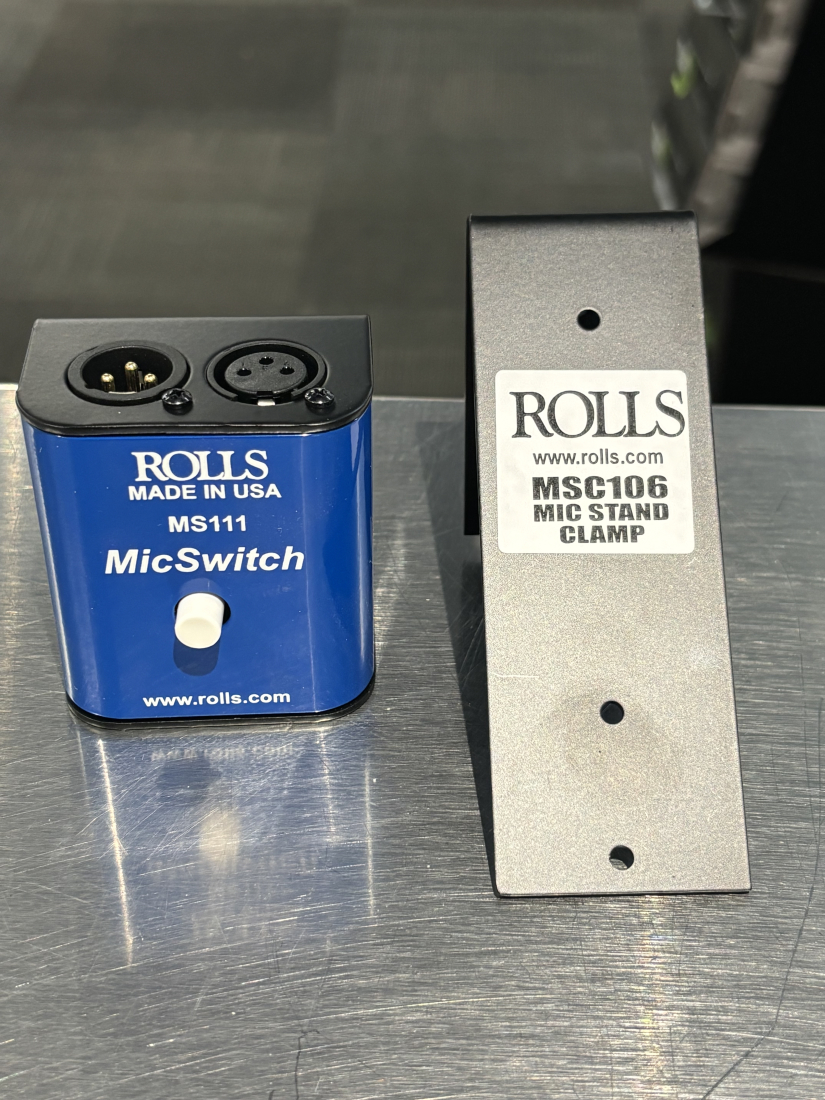 ROLLS
MADE IN USA
MS111
MicSwitch
www.rolls.com
ROLLS
www.rolls.com
MSC106
MIC STAND
CLAMP